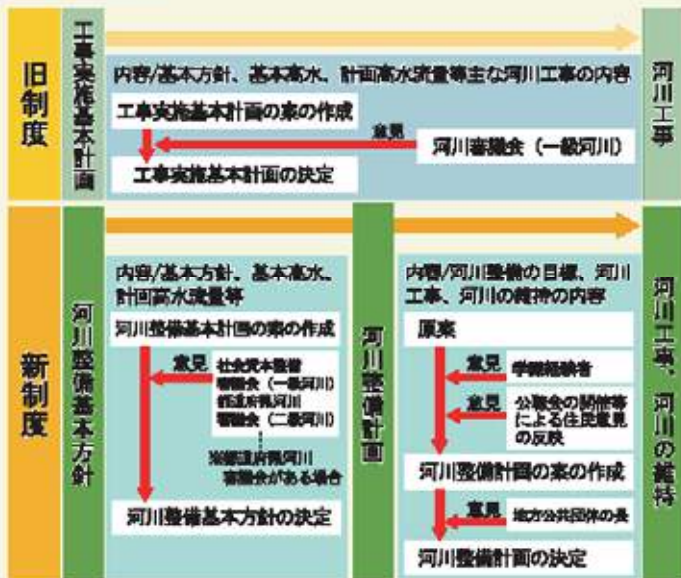 旧制度
工事実施基本計画
内容/基本方針、基本高水、計画高水流量等主な河川工事の内容
工事実施基本計画の案の作成
意見
河川審議会（一級河川）
工事実施基本計画の決定
河川工事
新制度
河川整備基本方針
内容/基本方針、基本高水、
計画高水流量等
河川整備基本計画の案の作成
意見
社会資本整備
審議会（一級河川）
都道府県河川
審議会（二級河川）
※都道府県河川
審議会がある場合
河川整備基本方針の決定
河川整備計画
内容/河川整備の目標、河川
工事、河川の維持の内容
原案
意見
学識経験者
意見
公聴会の開催等
による住民意見
の反映
河川整備計画の案の作成
意見
地方公共団体の長
河川整備計画の決定
河川工事、河川の維持